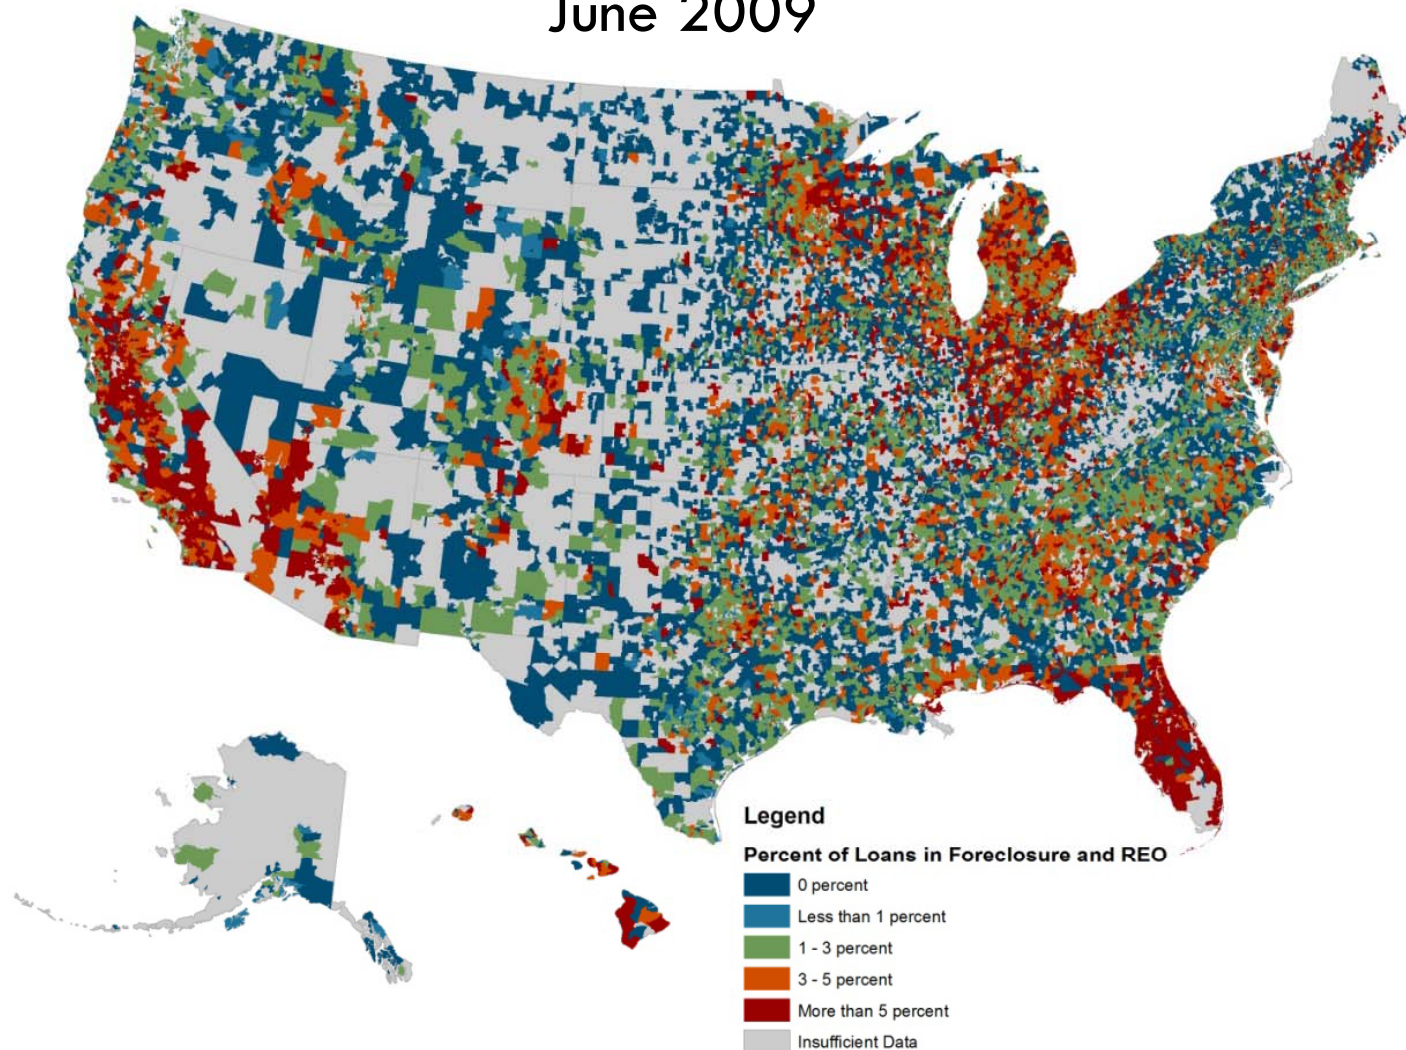 June 2009
Legend
Percent of Loans in Foreclosure and REO
0 percent
Less than 1 percent
1 - 3 percent
3 - 5 percent
More than 5 percent
Insufficient Data